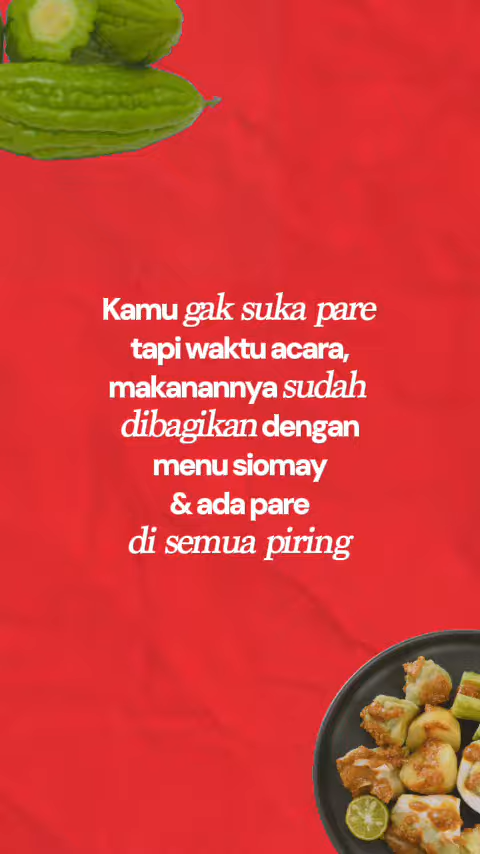 Kamu gak suka pare
tapi waktu acara,
makanannya sudah
dibagikan dengan
menu siomay
& ada pare
di semua piring